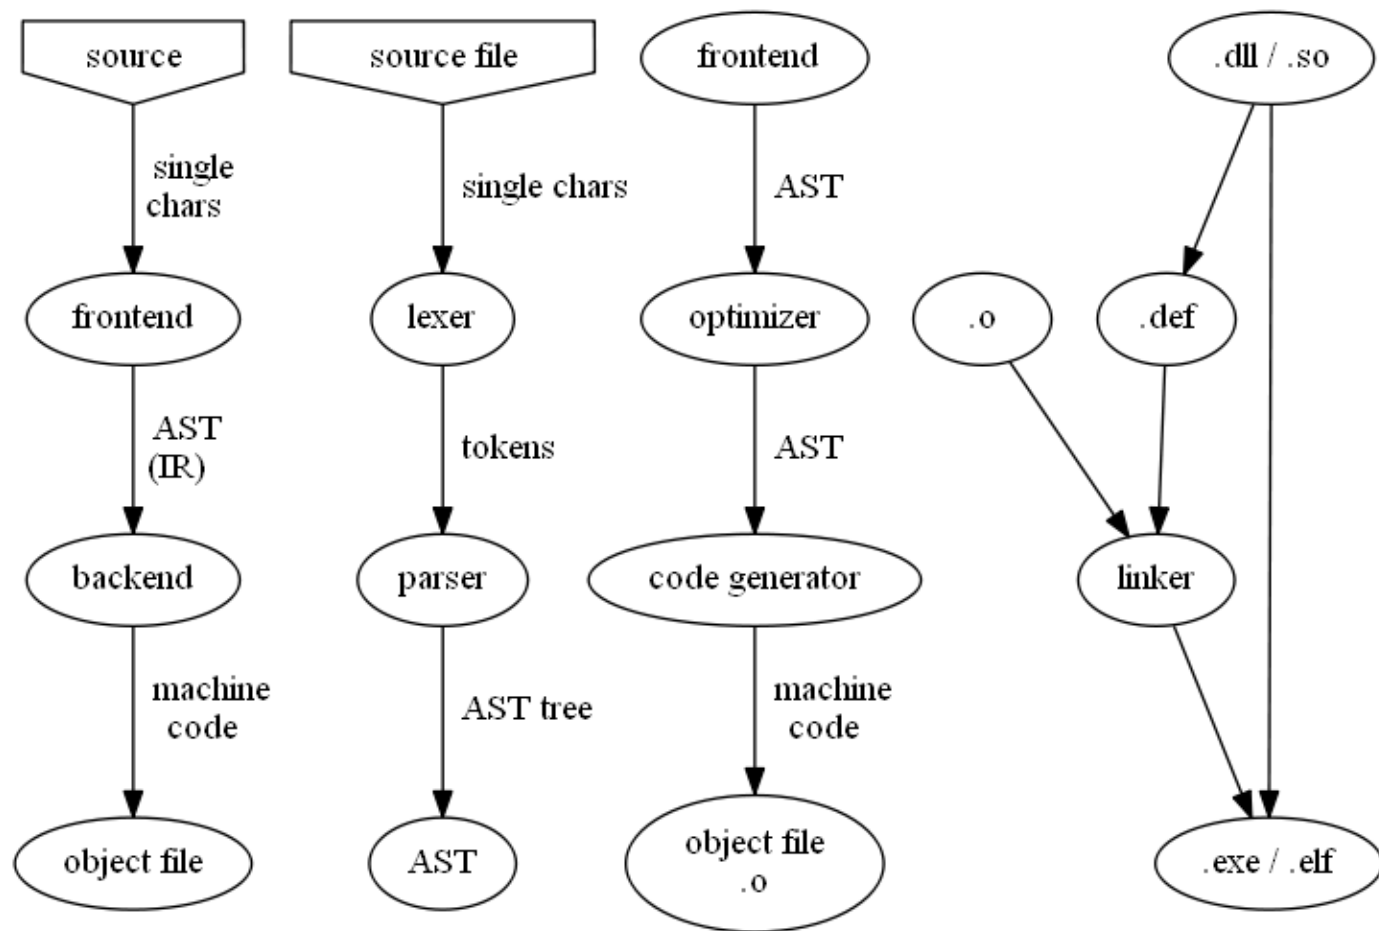 source
single
chars
frontend
AST
(IR)
backend
machine
code
object file
source file
single chars
lexer
tokens
parser
AST tree
AST
frontend
AST
optimizer
AST
code generator
machine
code
object file
.o
.dll / .so
.o
.def
linker
.exe / .elf